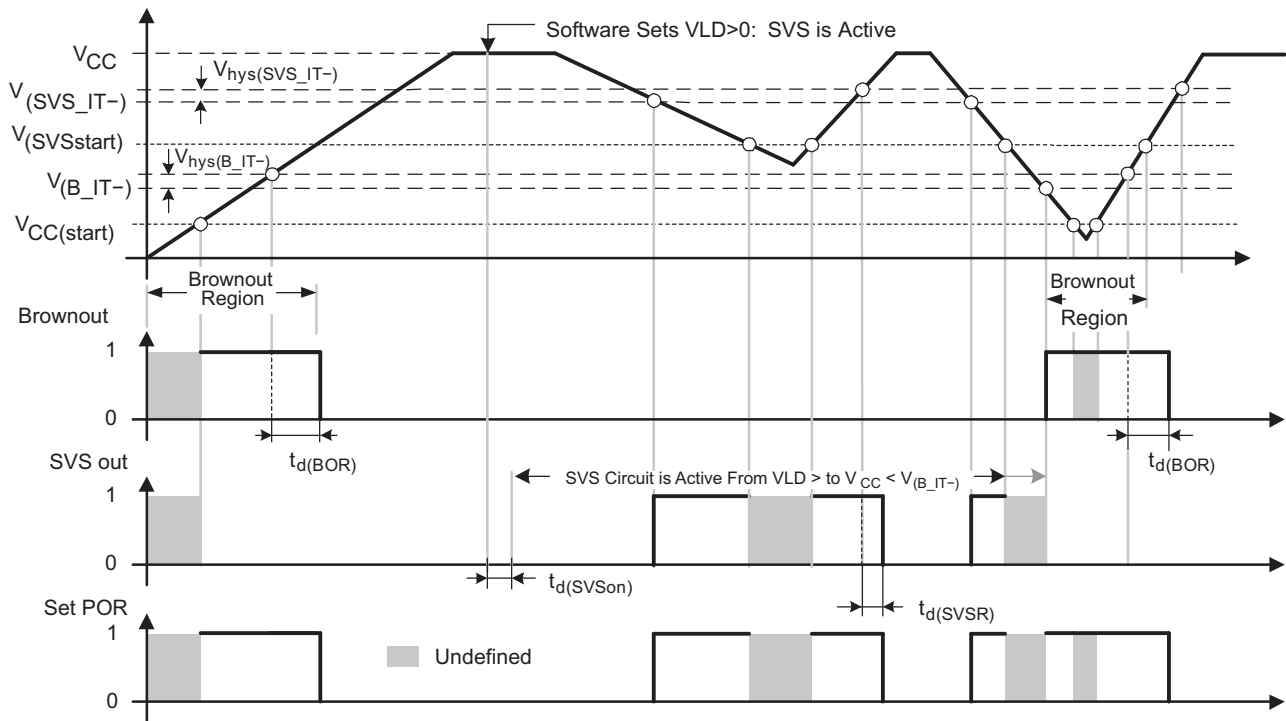 Software Sets VLD>0: SVS is Active
VCC
Vhys(SVS_IT−)
V(SVS_IT−)
V(SVSstart)
Vhys(B_IT−)
V(B_IT−)
VCC(start)
Brownout
Region
Brownout
Region
Brownout
1
0
td(BOR)
td(BOR)
SVS out
SVS Circuit is Active From VLD > to VCC < V(B_IT−)
1
0
td(SVSon)
td(SVSR)
Set POR
1
Undefined
0